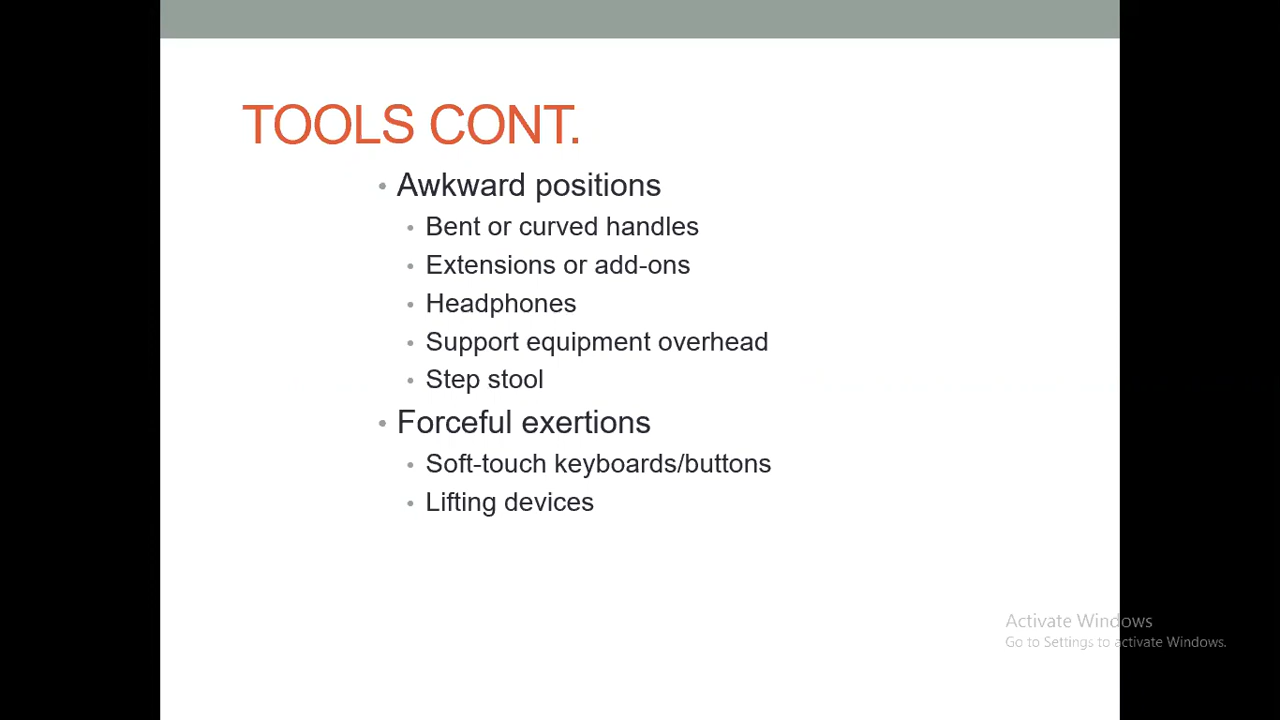 TOOLS CONT.
• Awkward positions
• Bent or curved handles
• Extensions or add-ons
• Headphones
• Support equipment overhead
• Step stool
• Forceful exertions
• Soft-touch keyboards/buttons
• Lifting devices
Activate Windows
Go to Settings to activate Windows.